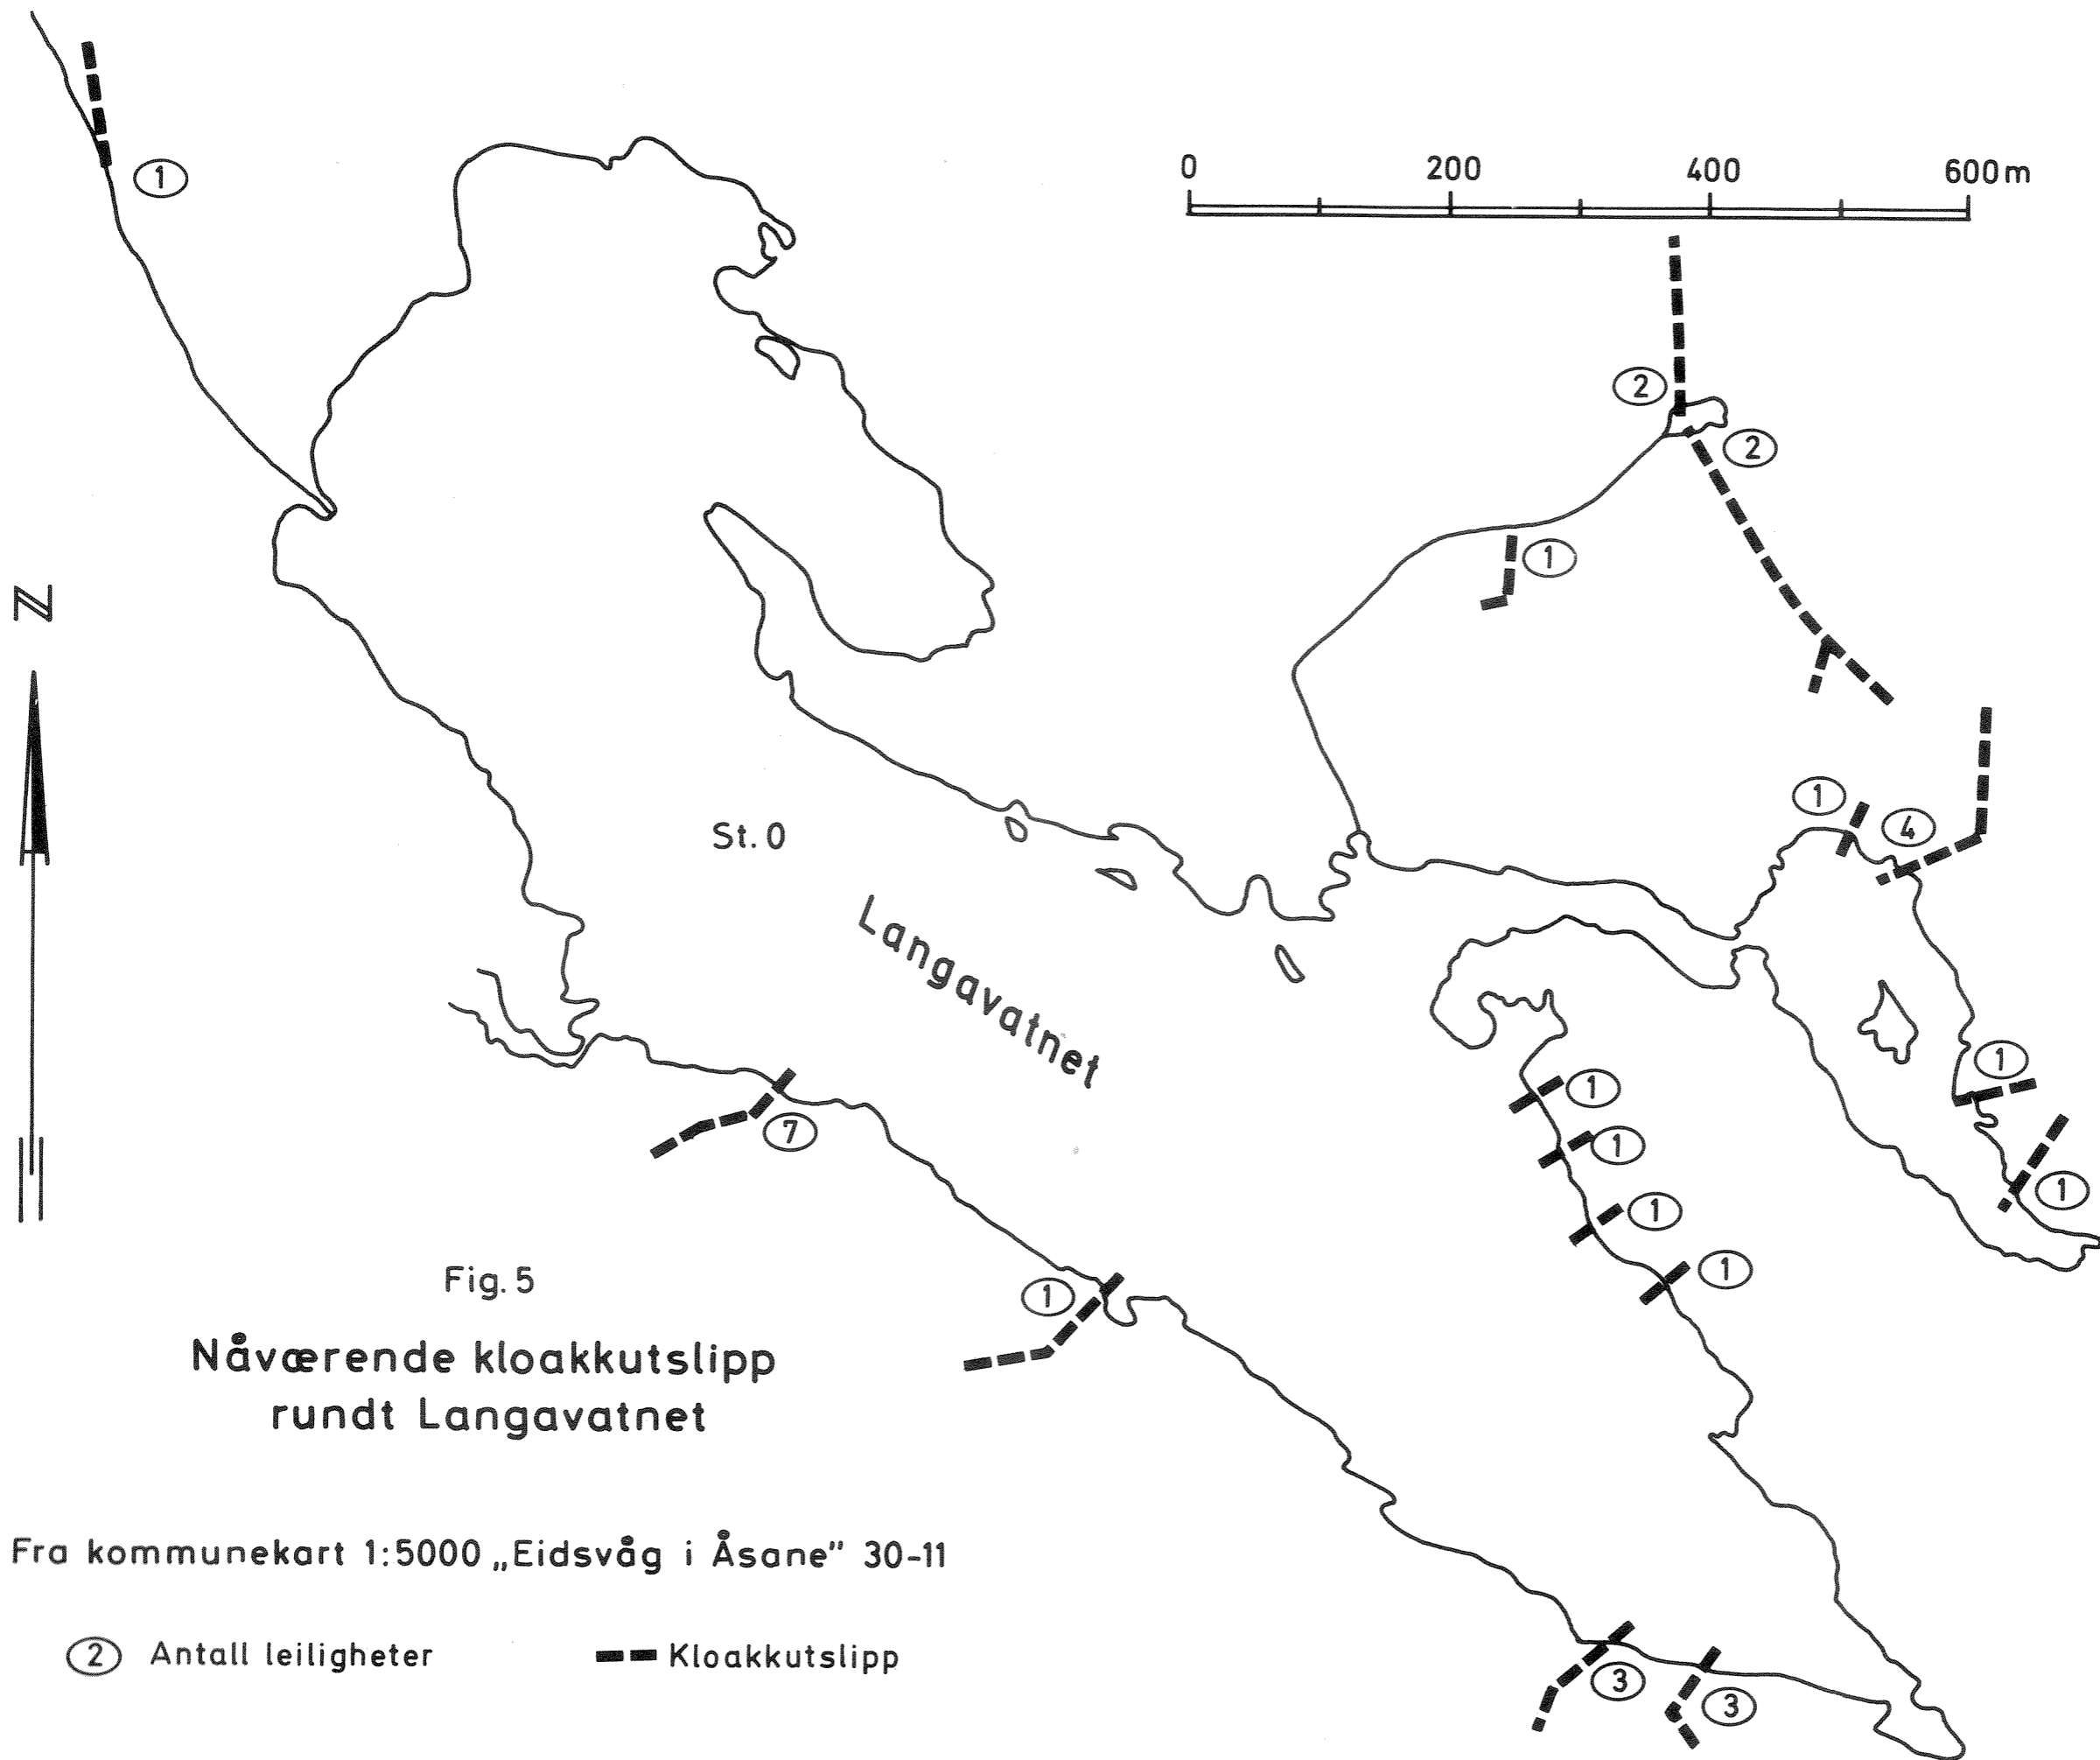 1
0 200 400 600 m
2
2
1
N
1
4
St. 0
Langavatnet
1
1
7
1
1
1
1
1
1
Fig. 5
Nåværende kloakkutslipp
rundt Langavatnet
Fra kommunekart 1:5000 „Eidsvåg i Åsane” 30-11
2 Antall leiligheter Kloakkutslipp
3
3